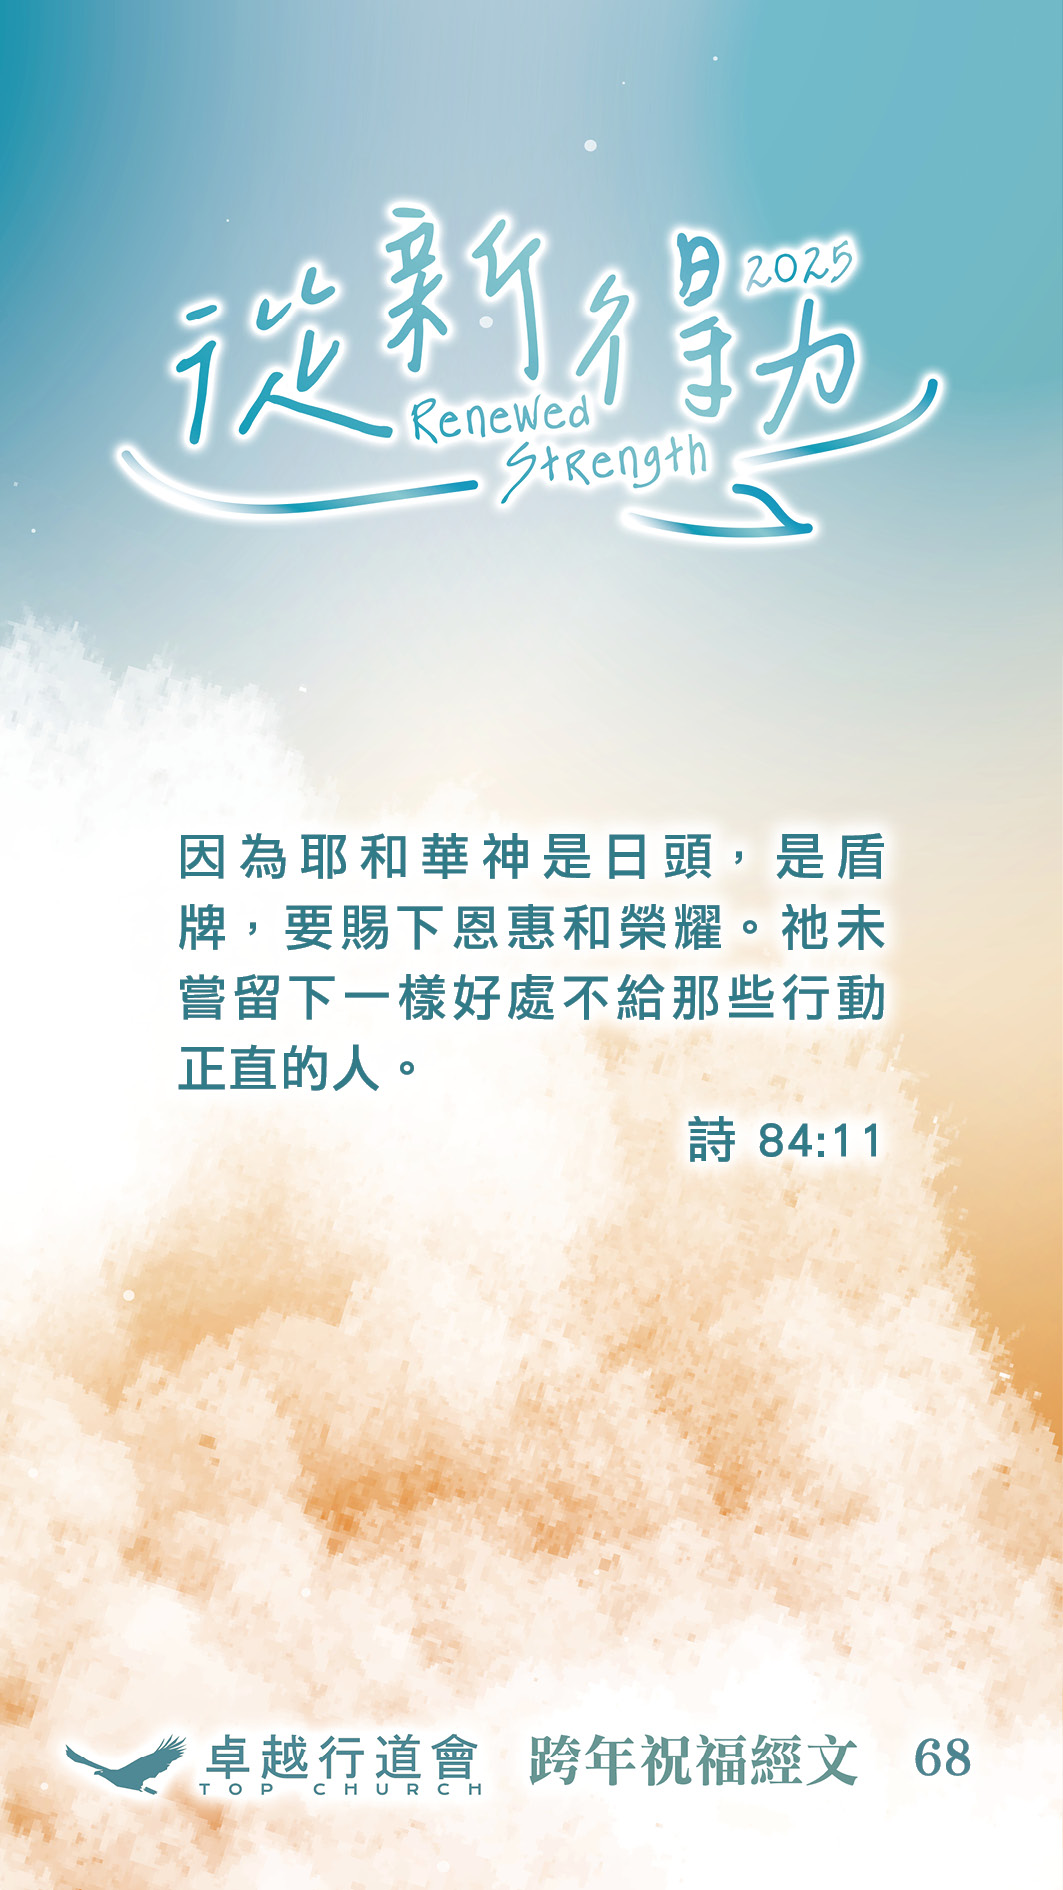 從新得力 2025
Renewed
Strength
因為耶和華神是日頭，是盾
牌，要賜下恩惠和榮耀。祂未
嘗留下一樣好處不給那些行動
正直的人。
詩 84:11
卓越行道會
TOP CHURCH
跨年祝福經文 68